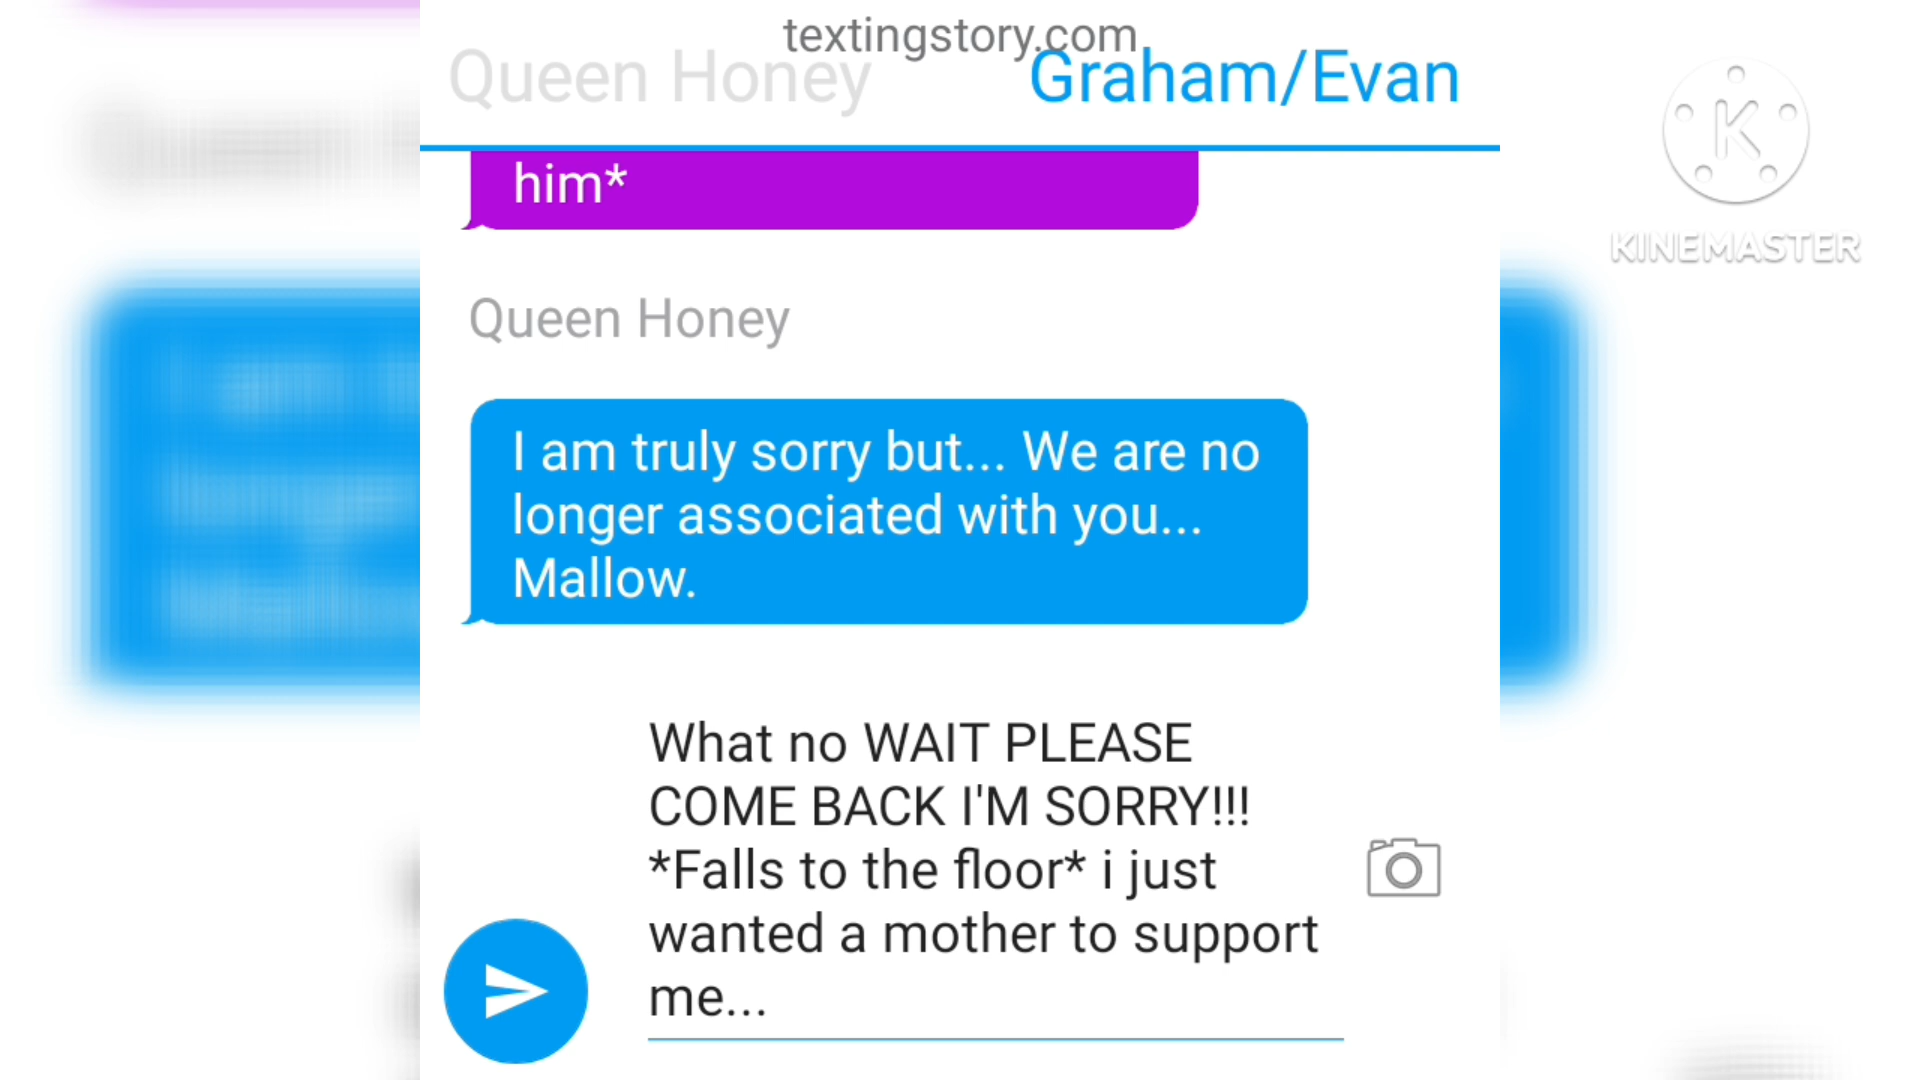 textingstory.com
Queen Honey Graham/Evan
him*
KINEMASTER
Queen Honey
I am truly sorry but... We are no
longer associated with you...
Mallow.
What no WAIT PLEASE
COME BACK I'M SORRY!!!
*Falls to the floor* i just
wanted a mother to support
me...